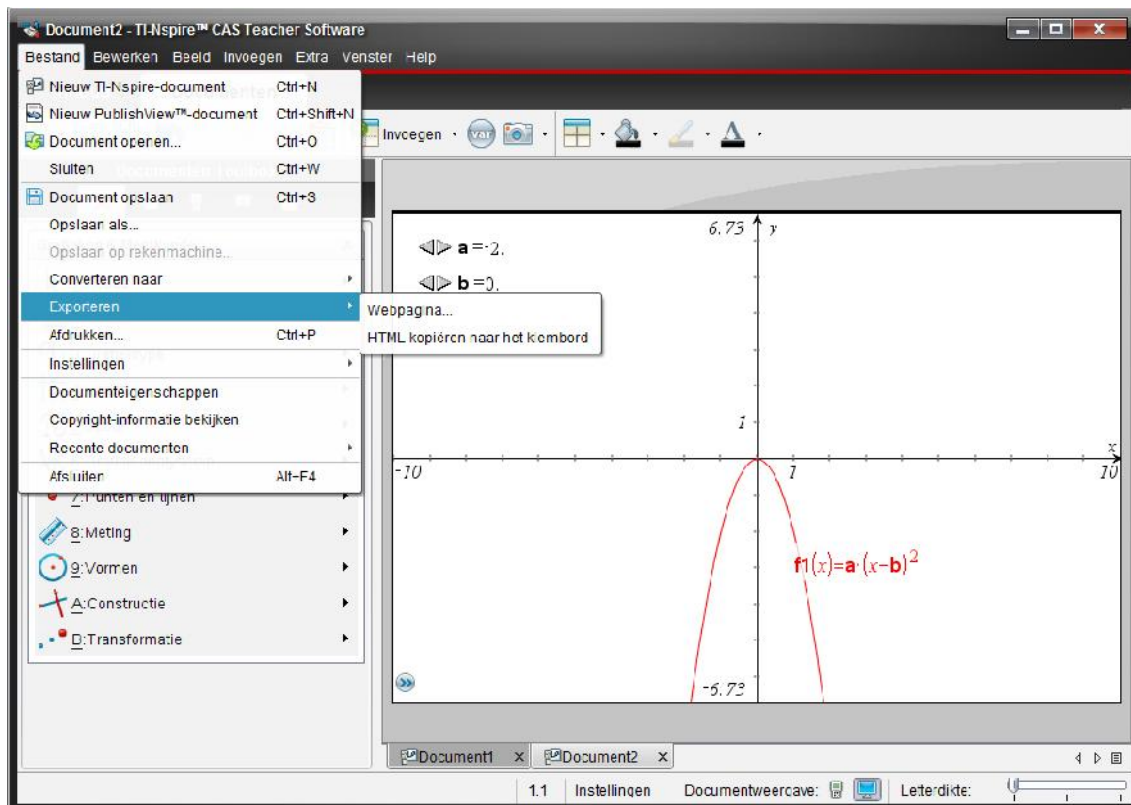 Document2 - TI-Nspire™ CAS Teacher Software
Bestand Bewerken Beeld Invoegen Extra Venster Help
Nieuw TI-Nspire-document Ctrl+N
Nieuw PublishView™-document Ctrl+Shift+N
Document openen... Ctrl+O
Sluiten Ctrl+W
Document opslaan Ctrl+S
Opslaan als...
Opslaan op rekenmachine...
Converteren naar
Exporteren
Afdrukken... Ctrl+P
Instellingen
Documenteigenschappen
Copyright-informatie bekijken
Recente documenten
Afsluiten Alt+F4
Webpagina...
HTML kopiëren naar het klembord
Invoegen
var
7:Punten en lijnen
8:Meting
9:Vormen
A:Constructie
D:Transformatie
a=-2.
b=0.
6.73 y
1
x
-10 1 10
f1(x)=a·(x-b)²
-6.73
Document1 x Document2 x
1.1 Instellingen Documentweergave: Letterdikte: